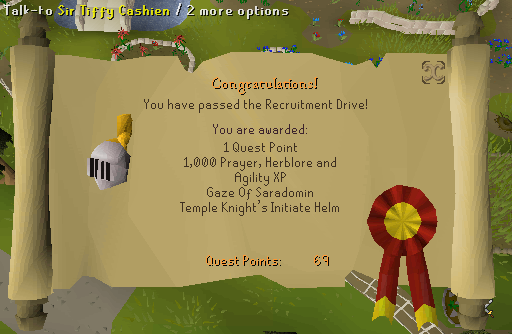 Talk-to Sir Tiffy Cashien / 2 more options
Congratulations!
You have passed the Recruitment Drive!
You are awarded:
1 Quest Point
1,000 Prayer, Herblore and
Agility XP
Gaze Of Saradomin
Temple Knight's Initiate Helm
Quest Points: 69